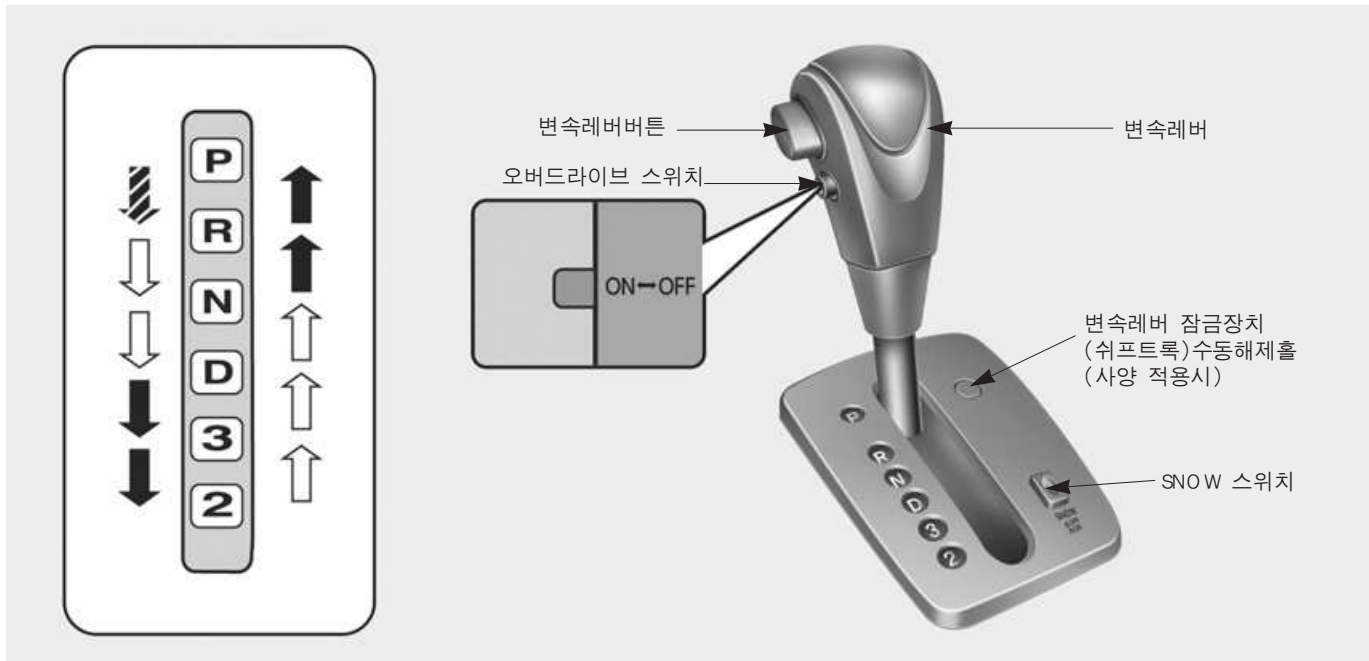 P
R
N
D
3
2
변속레버버튼
변속레버
오버드라이브 스위치
ON↔OFF
변속레버 잠금장치
(쉬프트록)수동해제홀
(사양 적용시)
SNOW 스위치
P
R
N
D
3
2